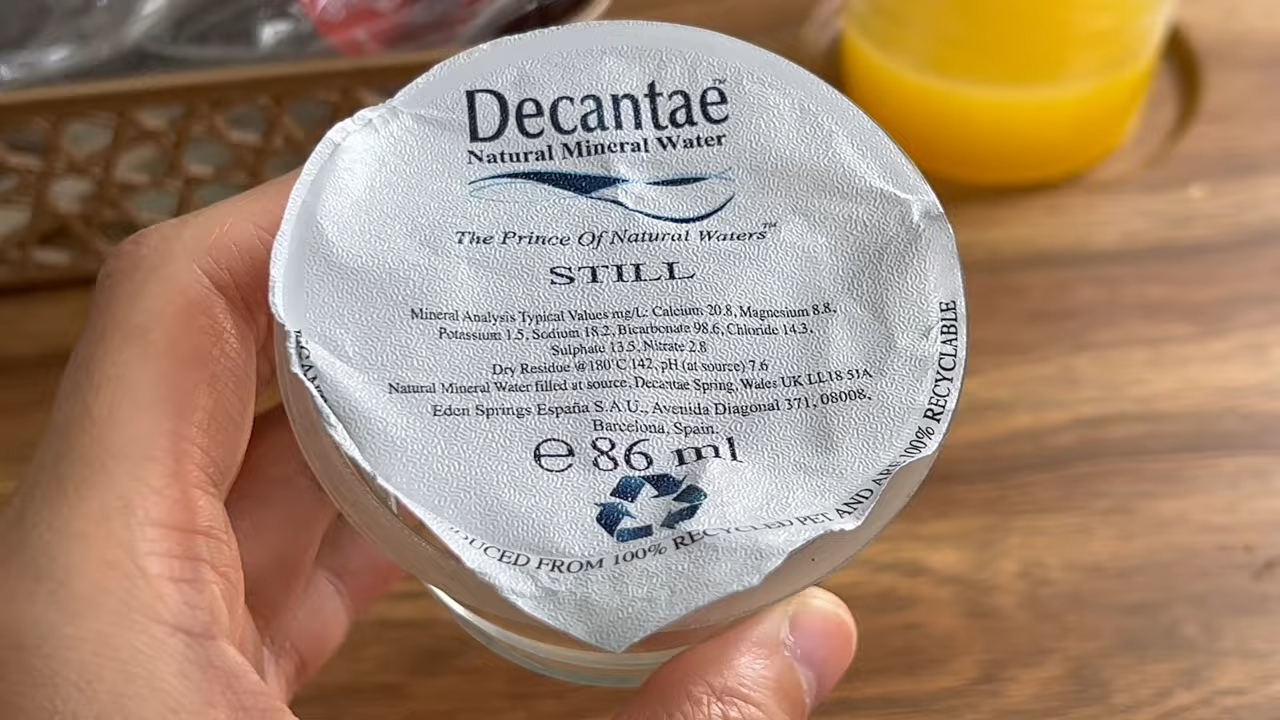 Decantae™
Natural Mineral Water
The Prince Of Natural Waters™
STILL
Mineral Analysis Typical Values mg/L: Calcium 20.8, Magnesium 8.8,
Potassium 1.5, Sodium 18.2, Bicarbonate 98.6, Chloride 14.3,
Sulphate 13.5, Nitrate 2.8
Dry Residue @ 180°C 142, pH (at source) 7.6
Natural Mineral Water filled at source, Decantae Spring, Wales UK LL18 5TA
Eden Springs España S.A.U., Avenida Diagonal 371, 08008,
Barcelona, Spain.
℮ 86 ml
FROM 100% RECYCLED PET AND ARE 100% RECYCLABLE